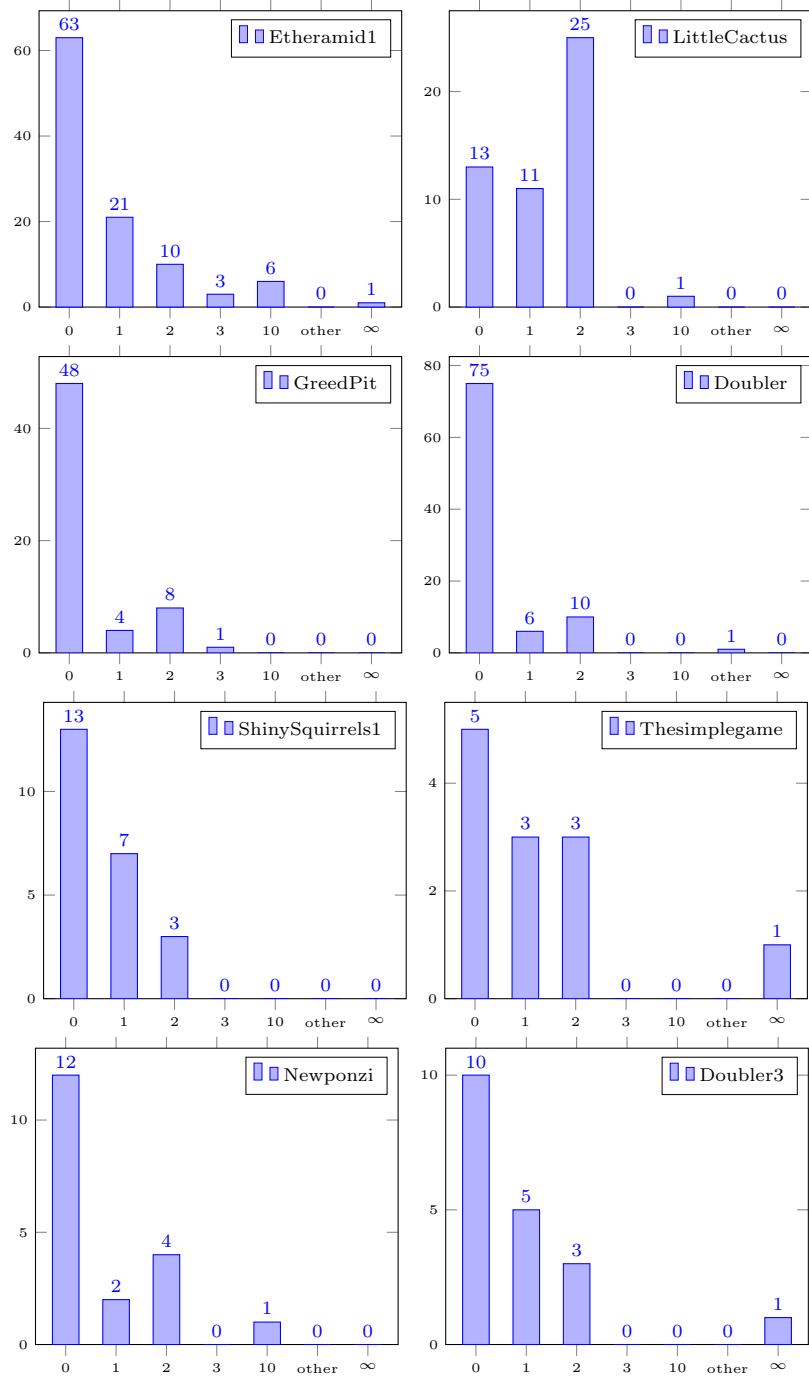 Etheramid1
63 21 10 3 6 0 1
60
40
20
0
0 1 2 3 10 other ∞
LittleCactus
13 11 25 0 1 0 0
20
10
0
0 1 2 3 10 other ∞
GreedPit
48 4 8 1 0 0 0
40
20
0
0 1 2 3 10 other ∞
Doubler
75 6 10 0 0 1 0
80
60
40
20
0
0 1 2 3 10 other ∞
ShinySquirrels1
13 7 3 0 0 0 0
10
5
0
0 1 2 3 10 other ∞
Thesimplegame
5 3 3 0 0 0 1
4
2
0
0 1 2 3 10 other ∞
Newponzi
12 2 4 0 1 0 0
10
5
0
0 1 2 3 10 other ∞
Doubler3
10 5 3 0 0 0 1
10
5
0
0 1 2 3 10 other ∞